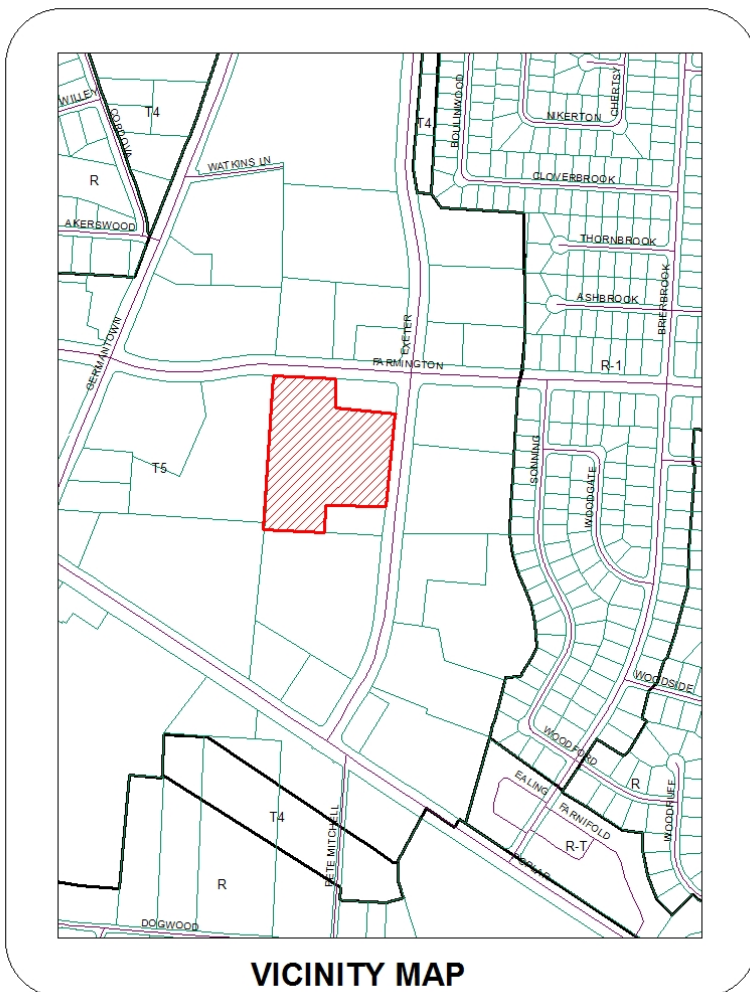 WILLEY
CORDOVA
T4
R
AKERSWOOD
WATKINS LN
T4
BOULINWOOD
NIKERTON
CHERTSY
CLOVERBROOK
THORNBROOK
ASHBROOK
BRIERBROOK
GERMANTOWN
EXETER
FARMINGTON
R-1
T5
SONNING
WOODGATE
WOODSIDE
WOODFORD
R
EALING
FARNIFOLD
WOODRUFF
R-T
POPLAR
T4
PETE MITCHELL
R
DOGWOOD
VICINITY MAP